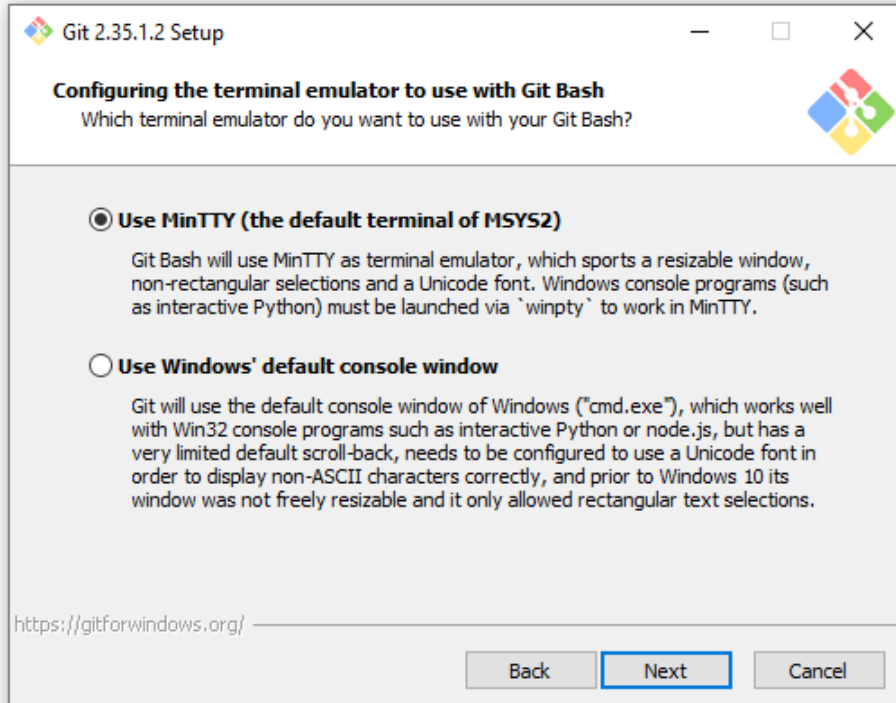 Git 2.35.1.2 Setup
Configuring the terminal emulator to use with Git Bash
Which terminal emulator do you want to use with your Git Bash?
Use MinTTY (the default terminal of MSYS2)
Git Bash will use MinTTY as terminal emulator, which sports a resizable window,
non-rectangular selections and a Unicode font. Windows console programs (such
as interactive Python) must be launched via `winpty` to work in MinTTY.
Use Windows' default console window
Git will use the default console window of Windows ("cmd.exe"), which works well
with Win32 console programs such as interactive Python or node.js, but has a
very limited default scroll-back, needs to be configured to use a Unicode font in
order to display non-ASCII characters correctly, and prior to Windows 10 its
window was not freely resizable and it only allowed rectangular text selections.
https://gitforwindows.org/
Back Next Cancel